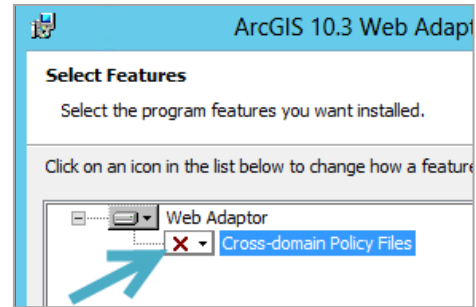 ArcGIS 10.3 Web Adapt
Select Features
Select the program features you want installed.
Click on an icon in the list below to change how a feature
Web Adaptor
Cross-domain Policy Files